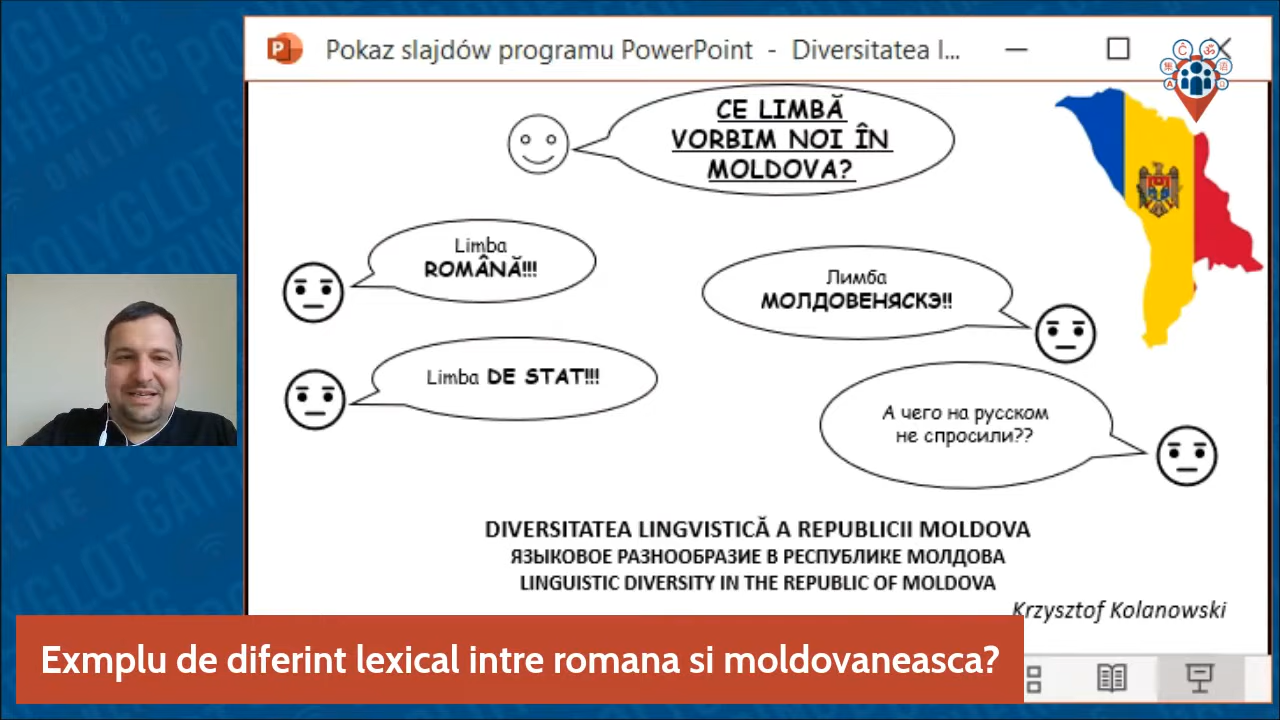 Pokaz slajdów programu PowerPoint - Diversitatea l...
CE LIMBĂ
VORBIM NOI ÎN
MOLDOVA?
Limba
ROMÂNĂ!!!
Лимба
МОЛДОВЕНЯСКЭ!!
Limba DE STAT!!!
А чего на русском
не спросили??
DIVERSITATEA LINGVISTICĂ A REPUBLICII MOLDOVA
ЯЗЫКОВОЕ РАЗНООБРАЗИЕ В РЕСПУБЛИКЕ МОЛДОВА
LINGUISTIC DIVERSITY IN THE REPUBLIC OF MOLDOVA
Krzysztof Kolanowski
Exmplu de diferint lexical intre romana si moldovaneasca?